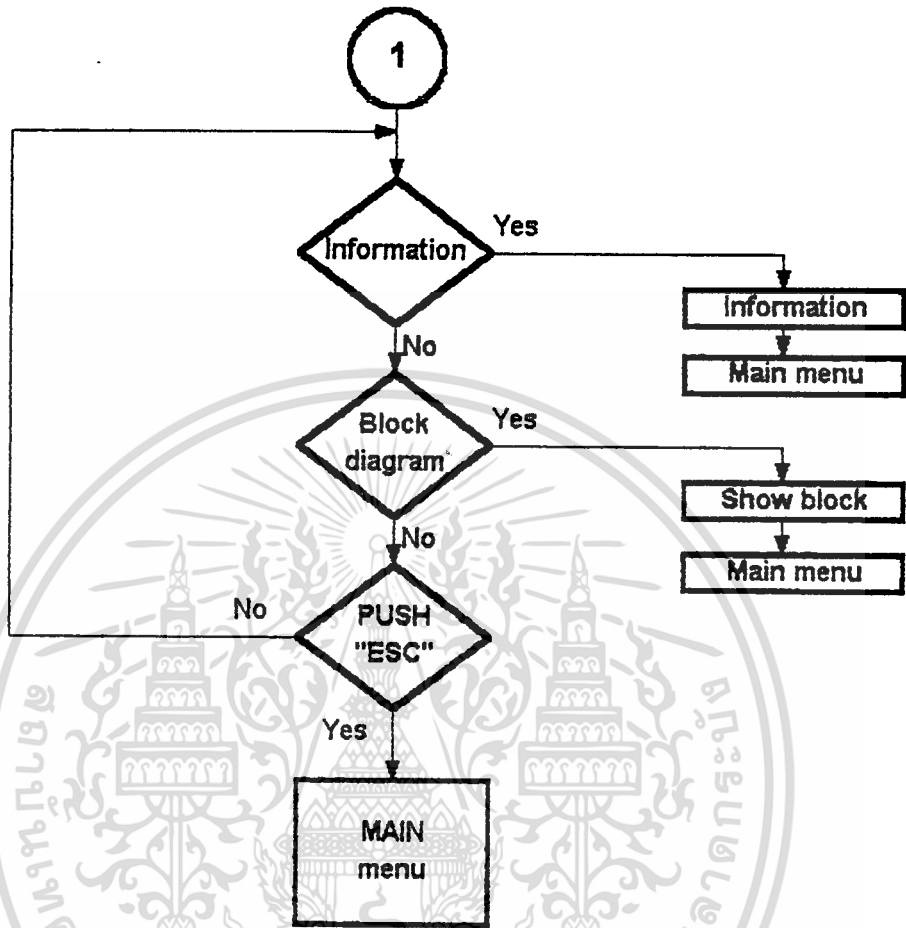 1
Information
Yes
Information
Main menu
No
Block
diagram
Yes
Show block
Main menu
No
PUSH
"ESC"
No
Yes
MAIN
menu